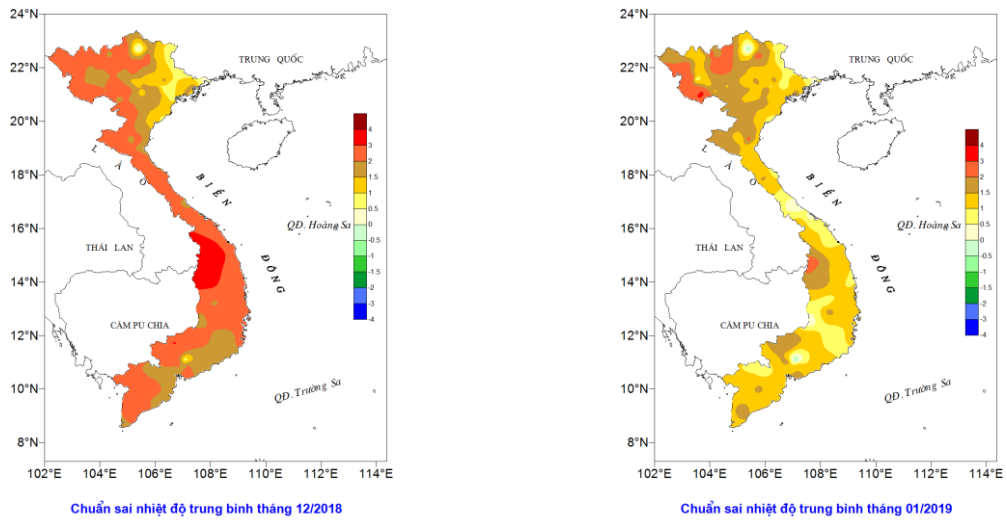 24°N
22°N
20°N
18°N
16°N
14°N
12°N
10°N
8°N
102°E 104°E 106°E 108°E 110°E 112°E 114°E
TRUNG QUỐC
LÀO
BIỂN
ĐÔNG
QĐ. Hoàng Sa
THÁI LAN
CĂM PU CHIA
QĐ. Trường Sa
4
3
2
1.5
1
0.5
0
-0.5
-1
-1.5
-2
-3
-4
Chuẩn sai nhiệt độ trung bình tháng 12/2018
24°N
22°N
20°N
18°N
16°N
14°N
12°N
10°N
8°N
102°E 104°E 106°E 108°E 110°E 112°E 114°E
TRUNG QUỐC
LÀO
BIỂN
ĐÔNG
QĐ. Hoàng Sa
THÁI LAN
CĂM PU CHIA
QĐ. Trường Sa
4
3
2
1.5
1
0.5
0
-0.5
-1
-1.5
-2
-3
-4
Chuẩn sai nhiệt độ trung bình tháng 01/2019